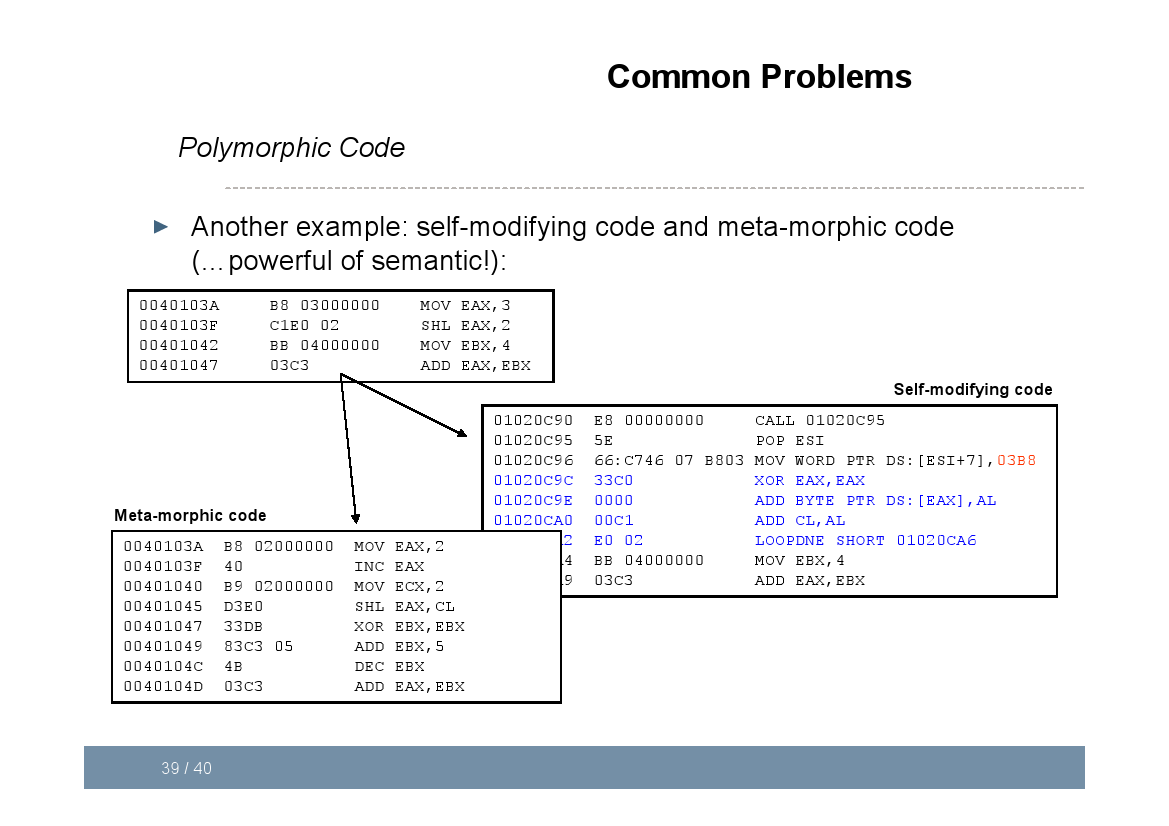 Common Problems
Polymorphic Code
► Another example: self-modifying code and meta-morphic code
(...powerful of semantic!):
0040103A B8 03000000 MOV EAX,3
0040103F C1E0 02 SHL EAX,2
00401042 BB 04000000 MOV EBX,4
00401047 03C3 ADD EAX,EBX
Self-modifying code
01020C90 E8 00000000 CALL 01020C95
01020C95 5E POP ESI
01020C96 66:C746 07 B803 MOV WORD PTR DS:[ESI+7],03B8
01020C9C 33C0 XOR EAX,EAX
01020C9E 0000 ADD BYTE PTR DS:[EAX],AL
01020CA0 00C1 ADD CL,AL
2 E0 02 LOOPDNE SHORT 01020CA6
4 BB 04000000 MOV EBX,4
9 03C3 ADD EAX,EBX
Meta-morphic code
0040103A B8 02000000 MOV EAX,2
0040103F 40 INC EAX
00401040 B9 02000000 MOV ECX,2
00401045 D3E0 SHL EAX,CL
00401047 33DB XOR EBX,EBX
00401049 83C3 05 ADD EBX,5
0040104C 4B DEC EBX
0040104D 03C3 ADD EAX,EBX
39 / 40